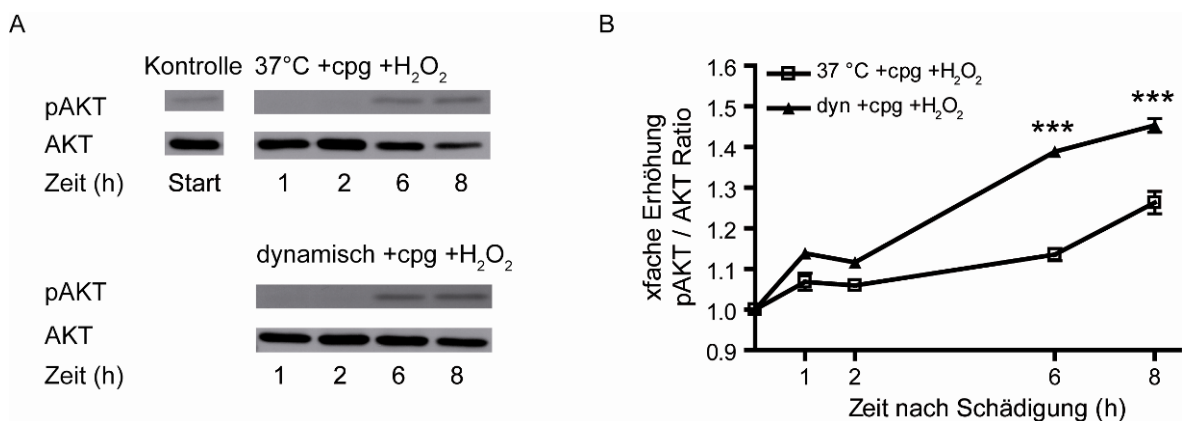 A
Kontrolle 37°C +cpg +H₂O₂
pAKT
AKT
Zeit (h) Start 1 2 6 8
dynamisch +cpg +H₂O₂
pAKT
AKT
Zeit (h) 1 2 6 8
B
37 °C +cpg +H₂O₂
dyn +cpg +H₂O₂
*** ***
xfache Erhöhung
pAKT / AKT Ratio
1.6
1.5
1.4
1.3
1.2
1.1
1.0
0.9
1 2 6 8
Zeit nach Schädigung (h)